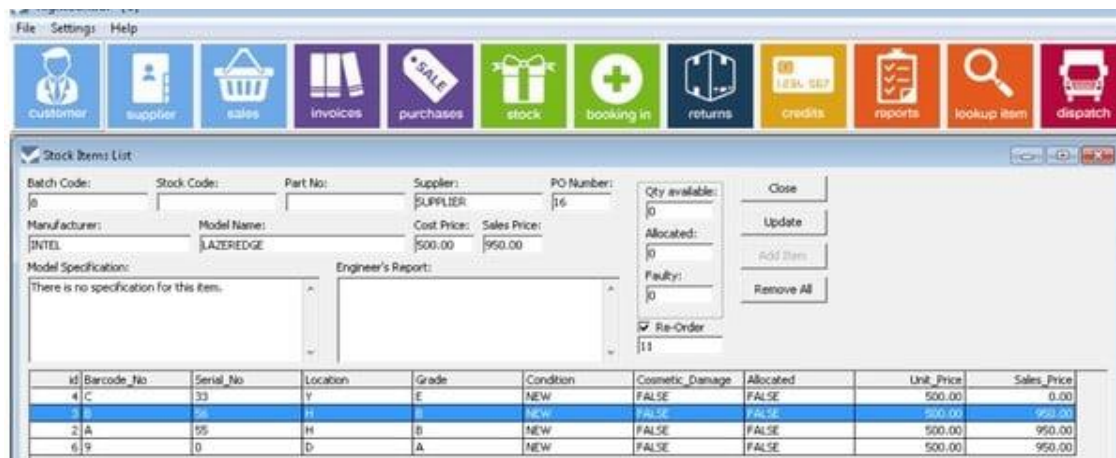 File Settings Help
customer supplier sales invoices purchases stock booking in returns credits reports lookup item dispatch
SALE
Stock Items List
Batch Code: Stock Code: Part No: Supplier: PO Number: Qty available: Close
8 SUPPLIER 16 0
Manufacturer: Model Name: Cost Price: Sales Price: Allocated: Update
INTEL LAZEREDGE 500.00 950.00 0 Add Item
Model Specification: Engineer's Report: Faulty: Remove All
There is no specification for this item. 0
Re-Order
11
id Barcode_No Serial_No Location Grade Condition Cosmetic_Damage Allocated Unit_Price Sales_Price
4 C 33 Y E NEW FALSE FALSE 500.00 0.00
3 B 56 H B NEW FALSE FALSE 500.00 950.00
2 A 55 H B NEW FALSE FALSE 500.00 950.00
6 9 0 D A NEW FALSE FALSE 500.00 950.00